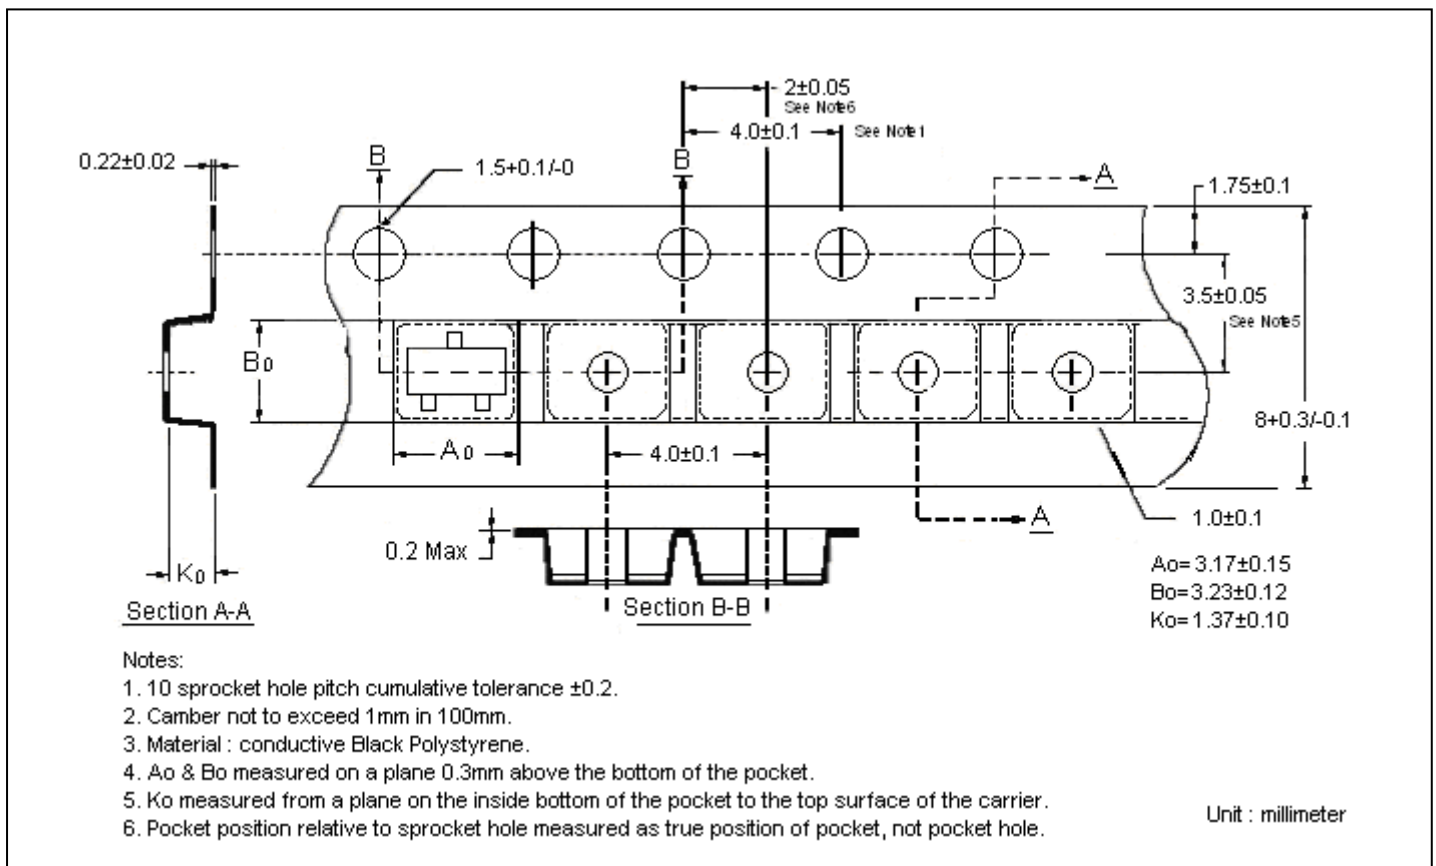 2±0.05
See Note6
4.0±0.1
See Note1
0.22±0.02
B
1.5+0.1/-0
B
A
1.75±0.1
3.5±0.05
See Note5
B0
8+0.3/-0.1
A0
4.0±0.1
A
1.0±0.1
0.2 Max
K0
Section A-A
Section B-B
Ao=3.17±0.15
Bo=3.23±0.12
Ko=1.37±0.10
Notes:
1. 10 sprocket hole pitch cumulative tolerance ±0.2.
2. Camber not to exceed 1mm in 100mm.
3. Material : conductive Black Polystyrene.
4. Ao & Bo measured on a plane 0.3mm above the bottom of the pocket.
5. Ko measured from a plane on the inside bottom of the pocket to the top surface of the carrier.
6. Pocket position relative to sprocket hole measured as true position of pocket, not pocket hole.
Unit : millimeter